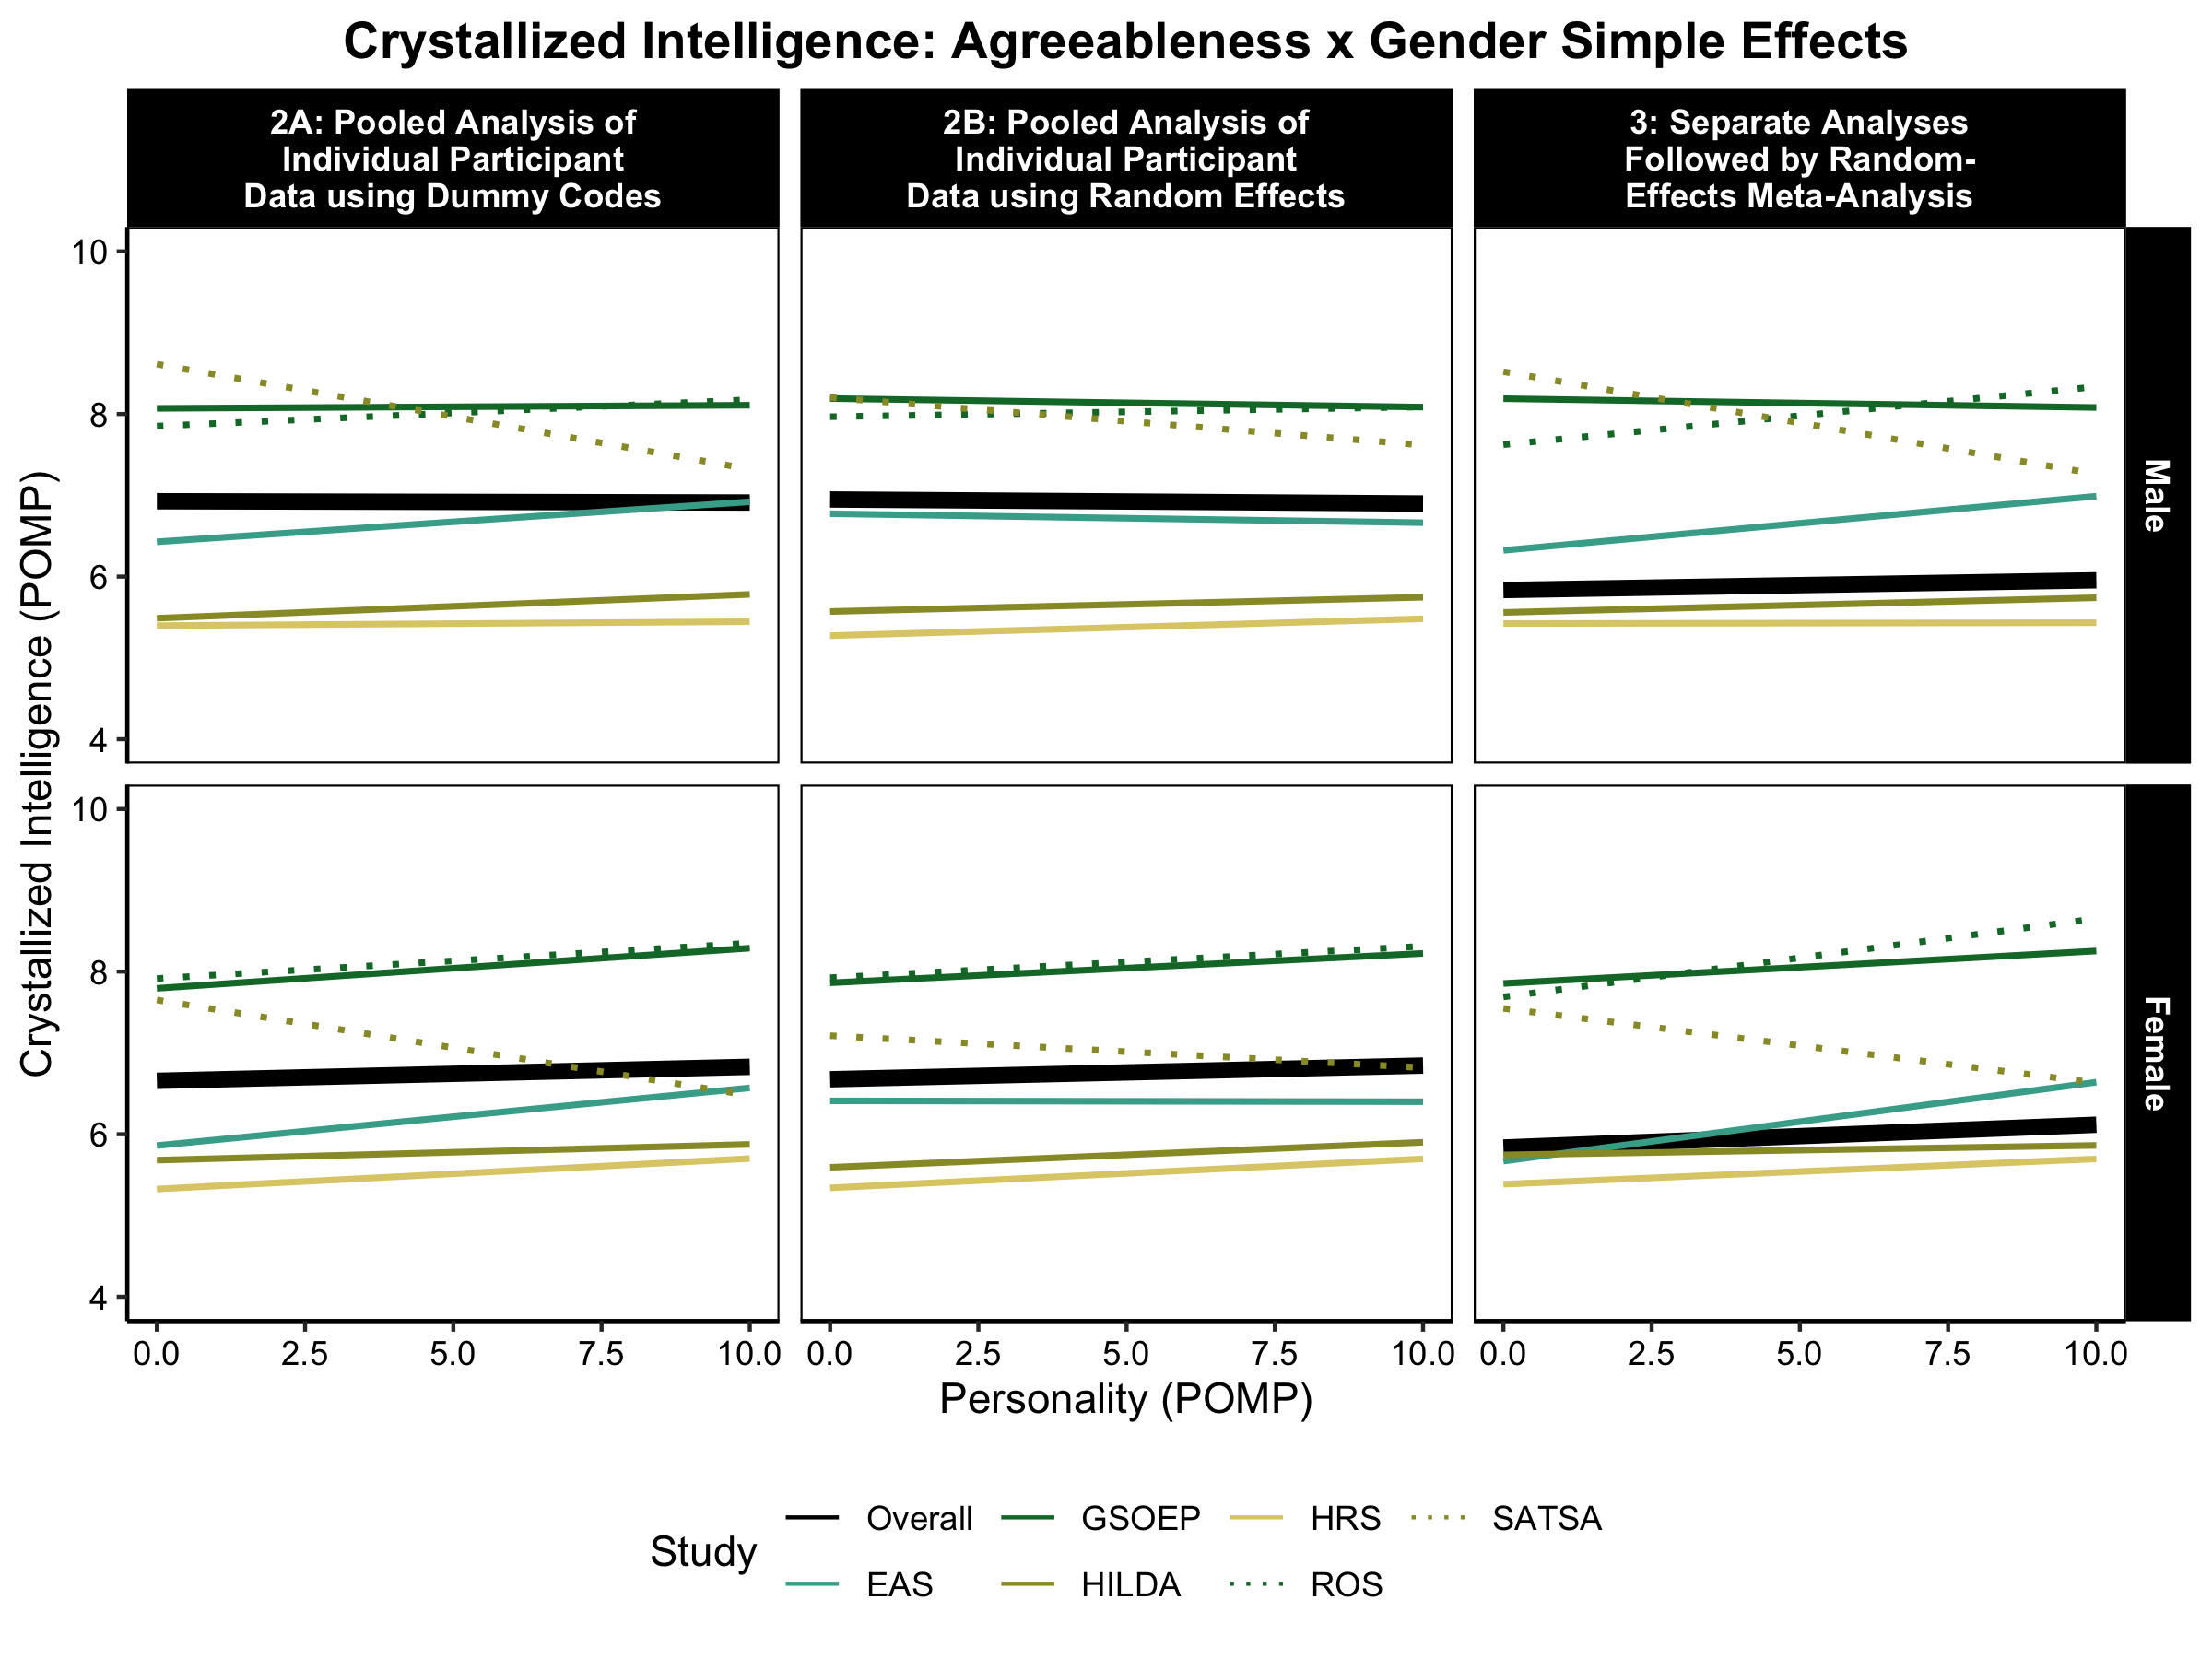 Crystallized Intelligence: Agreeableness x Gender Simple Effects
2A: Pooled Analysis of
Individual Participant
Data using Dummy Codes
2B: Pooled Analysis of
Individual Participant
Data using Random Effects
3: Separate Analyses
Followed by Random-
Effects Meta-Analysis
Crystallized Intelligence (POMP)
10
8
6
4
Male
10
8
6
4
Female
0.0 2.5 5.0 7.5 10.0
0.0 2.5 5.0 7.5 10.0
0.0 2.5 5.0 7.5 10.0
Personality (POMP)
Study
Overall GSOEP HRS SATSA
EAS HILDA ROS